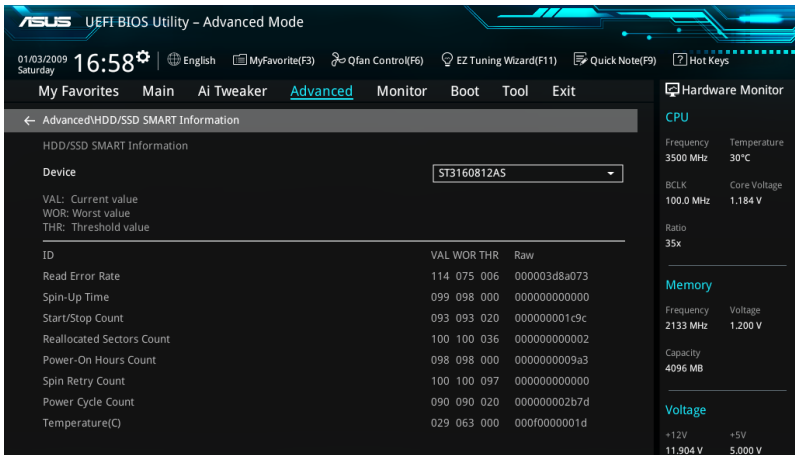 ASUS UEFI BIOS Utility – Advanced Mode
01/03/2009 Saturday 16:58 English MyFavorite(F3) Qfan Control(F6) EZ Tuning Wizard(F11) Quick Note(F9) ? Hot Keys
My Favorites Main Ai Tweaker Advanced Monitor Boot Tool Exit
← Advanced\HDD/SSD SMART Information
HDD/SSD SMART Information
Device ST3160812AS
VAL: Current value
WOR: Worst value
THR: Threshold value
ID VAL WOR THR Raw
Read Error Rate 114 075 006 000003d8a073
Spin-Up Time 099 098 000 000000000000
Start/Stop Count 093 093 020 000000001c9c
Reallocated Sectors Count 100 100 036 000000000002
Power-On Hours Count 098 098 000 0000000009a3
Spin Retry Count 100 100 097 000000000000
Power Cycle Count 090 090 020 000000002b7d
Temperature(C) 029 063 000 000f0000001d
Hardware Monitor
CPU
Frequency Temperature
3500 MHz 30°C
BCLK Core Voltage
100.0 MHz 1.184 V
Ratio
35x
Memory
Frequency Voltage
2133 MHz 1.200 V
Capacity
4096 MB
Voltage
+12V +5V
11.904 V 5.000 V